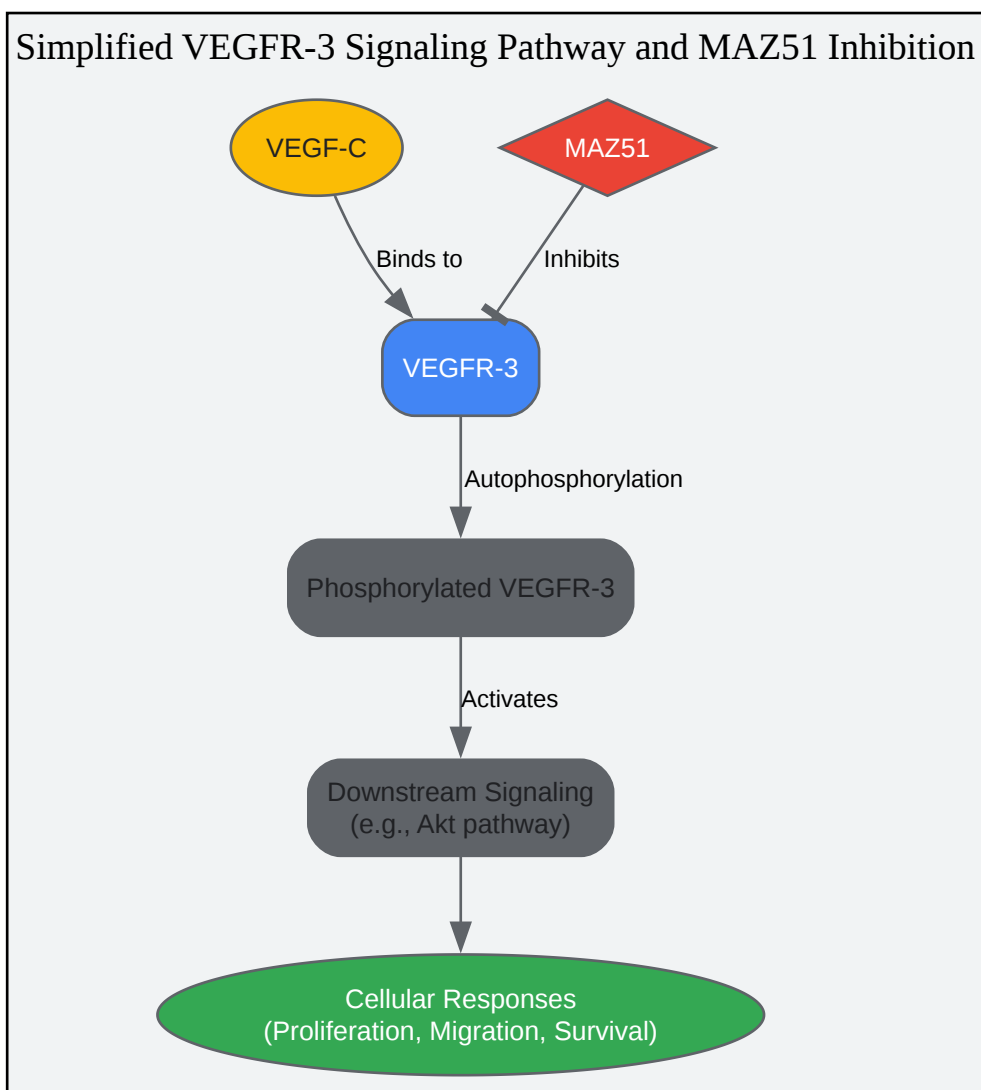 Simplified VEGFR-3 Signaling Pathway and MAZ51 Inhibition
VEGF-C
MAZ51
Binds to
Inhibits
VEGFR-3
Autophosphorylation
Phosphorylated VEGFR-3
Activates
Downstream Signaling
(e.g., Akt pathway)
Cellular Responses
(Proliferation, Migration, Survival)